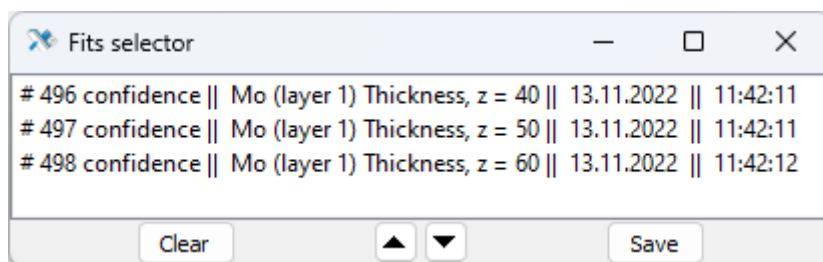 Fits selector
# 496 confidence || Mo (layer 1) Thickness, z = 40 || 13.11.2022 || 11:42:11
# 497 confidence || Mo (layer 1) Thickness, z = 50 || 13.11.2022 || 11:42:11
# 498 confidence || Mo (layer 1) Thickness, z = 60 || 13.11.2022 || 11:42:12
Clear ▲ ▼ Save